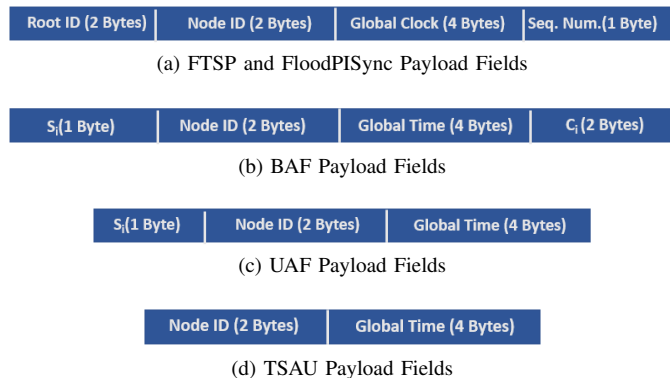 Root ID (2 Bytes) Node ID (2 Bytes) Global Clock (4 Bytes) Seq. Num.(1 Byte)
(a) FTSP and FloodPISync Payload Fields
Si(1 Byte) Node ID (2 Bytes) Global Time (4 Bytes) Ci (2 Bytes)
(b) BAF Payload Fields
Si(1 Byte) Node ID (2 Bytes) Global Time (4 Bytes)
(c) UAF Payload Fields
Node ID (2 Bytes) Global Time (4 Bytes)
(d) TSAU Payload Fields